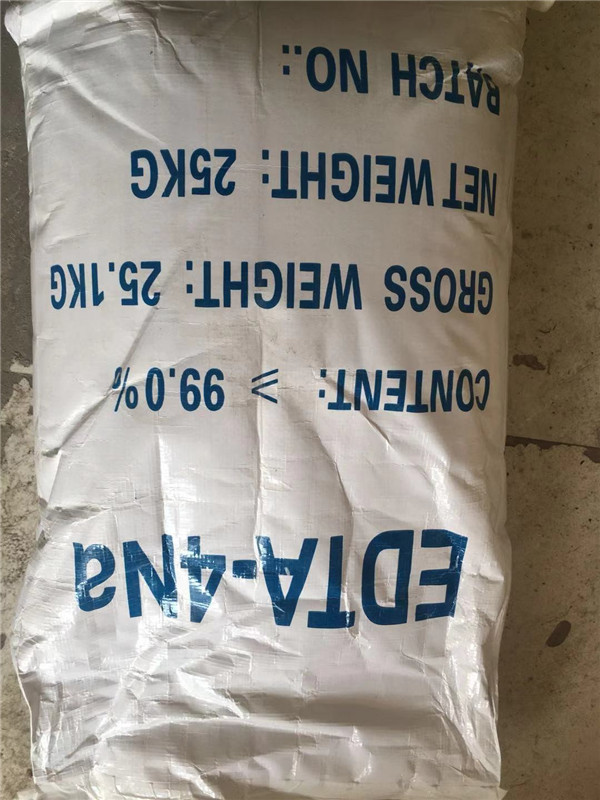 EDTA-4Na
CONTENT: ≥ 99.0%
GROSS WEIGHT: 25.1KG
NET WEIGHT: 25KG
BATCH NO.: